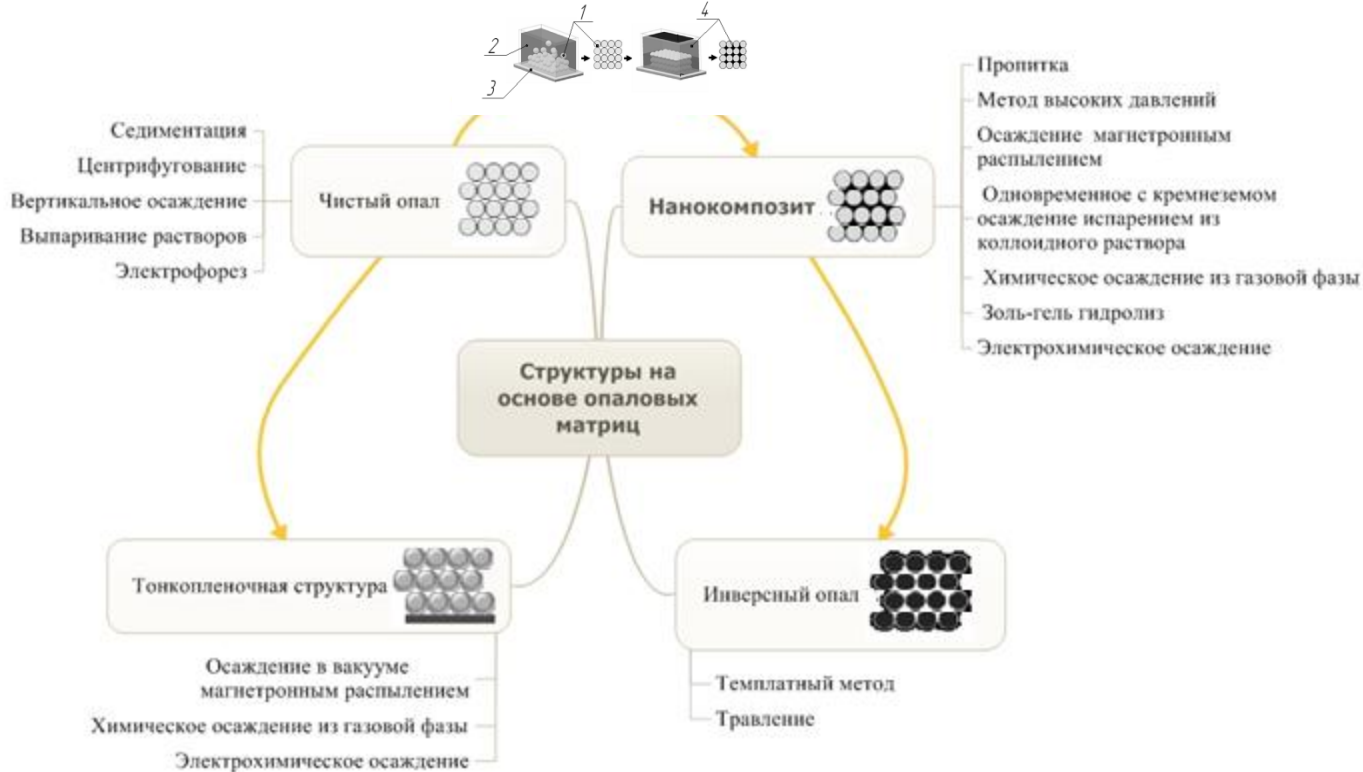 1
4
2
3
Седиментация
Центрифугование
Вертикальное осаждение
Выпаривание растворов
Электрофорез
Чистый опал
Нанокомпозит
Пропитка
Метод высоких давлений
Осаждение магнетронным
распылением
Одновременное с кремнеземом
осаждение испарением из
коллоидного раствора
Химическое осаждение из газовой фазы
Золь-гель гидролиз
Электрохимическое осаждение
Структуры на
основе опаловых
матриц
Тонкопленочная структура
Осаждение в вакууме
магнетронным распылением
Химическое осаждение из газовой фазы
Электрохимическое осаждение
Инверсный опал
Темплатный метод
Травление